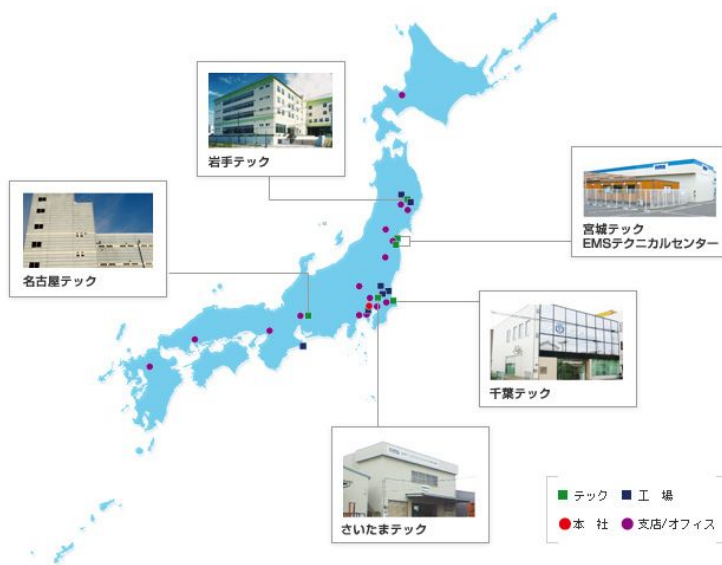 岩手テック
宮城テック
EMSテクニカルセンター
名古屋テック
千葉テック
さいたまテック
テック
工 場
本 社
支店/オフィス